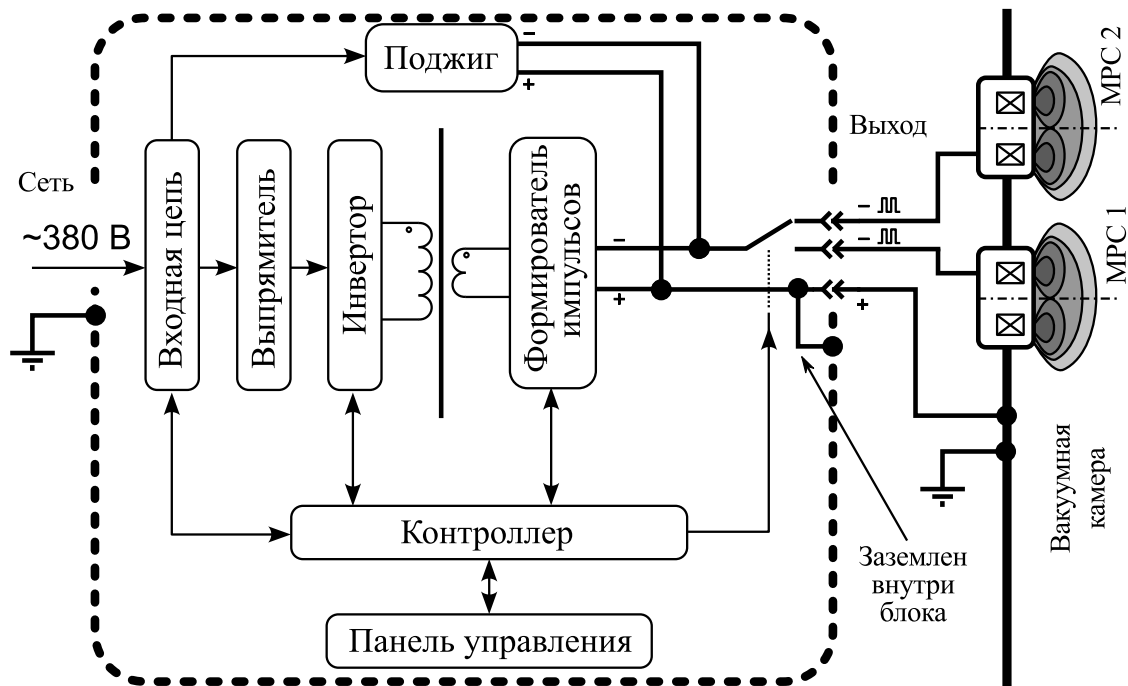 Поджиг
−
+
Выход
МРС 2
Сеть
~380 В
Входная цепь
Выпрямитель
Инвертор
Формирователь
импульсов
−
+
−
−
+
МРС 1
Контроллер
Панель управления
Заземлен
внутри
блока
Вакуумная
камера